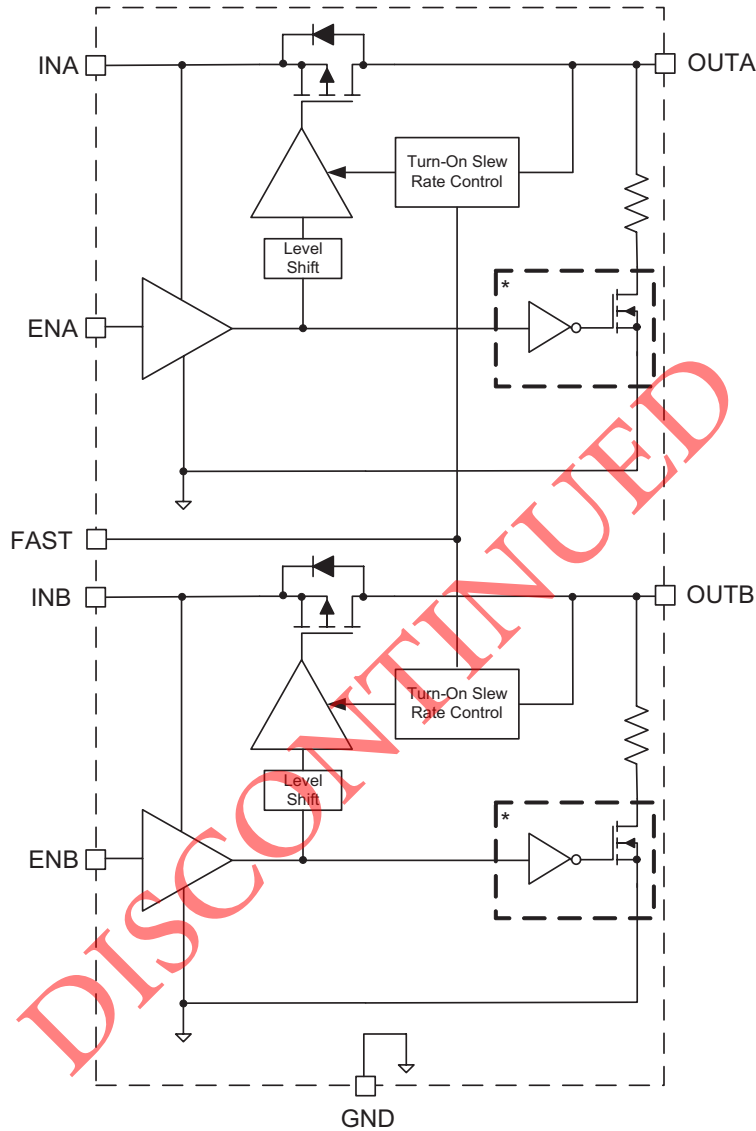 INA
OUTA
Turn-On Slew
Rate Control
Level
Shift
*
ENA
FAST
INB
OUTB
Turn-On Slew
Rate Control
Level
Shift
*
ENB
GND
DISCONTINUED